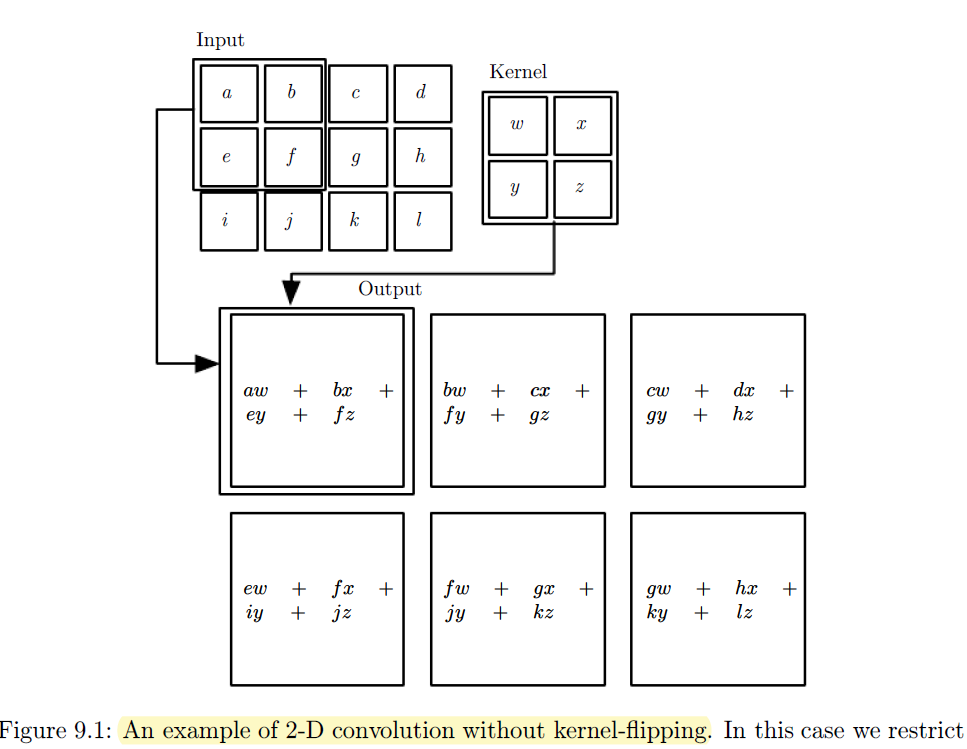 Input
Kernel
a b c d
w x
e f g h
y z
i j k l
Output
aw + bx +
ey + fz
bw + cx +
fy + gz
cw + dx +
gy + hz
ew + fx +
iy + jz
fw + gx +
jy + kz
gw + hx +
ky + lz
Figure 9.1: An example of 2-D convolution without kernel-flipping. In this case we restrict